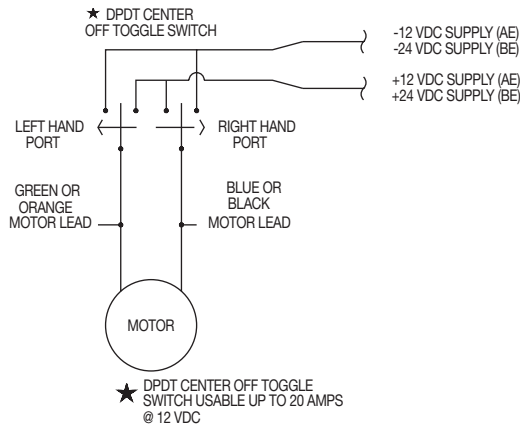 ★ DPDT CENTER
OFF TOGGLE SWITCH
-12 VDC SUPPLY (AE)
-24 VDC SUPPLY (BE)
+12 VDC SUPPLY (AE)
+24 VDC SUPPLY (BE)
LEFT HAND
PORT
RIGHT HAND
PORT
GREEN OR
ORANGE
MOTOR LEAD
BLUE OR
BLACK
MOTOR LEAD
MOTOR
★ DPDT CENTER OFF TOGGLE
SWITCH USABLE UP TO 20 AMPS
@ 12 VDC